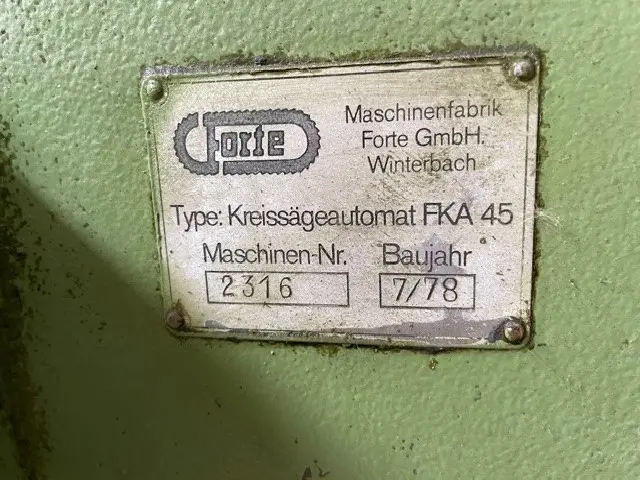 Forte
Maschinenfabrik
Forte GmbH.
Winterbach
Type: Kreissägeautomat FKA 45
Maschinen-Nr. Baujahr
2316 7/78